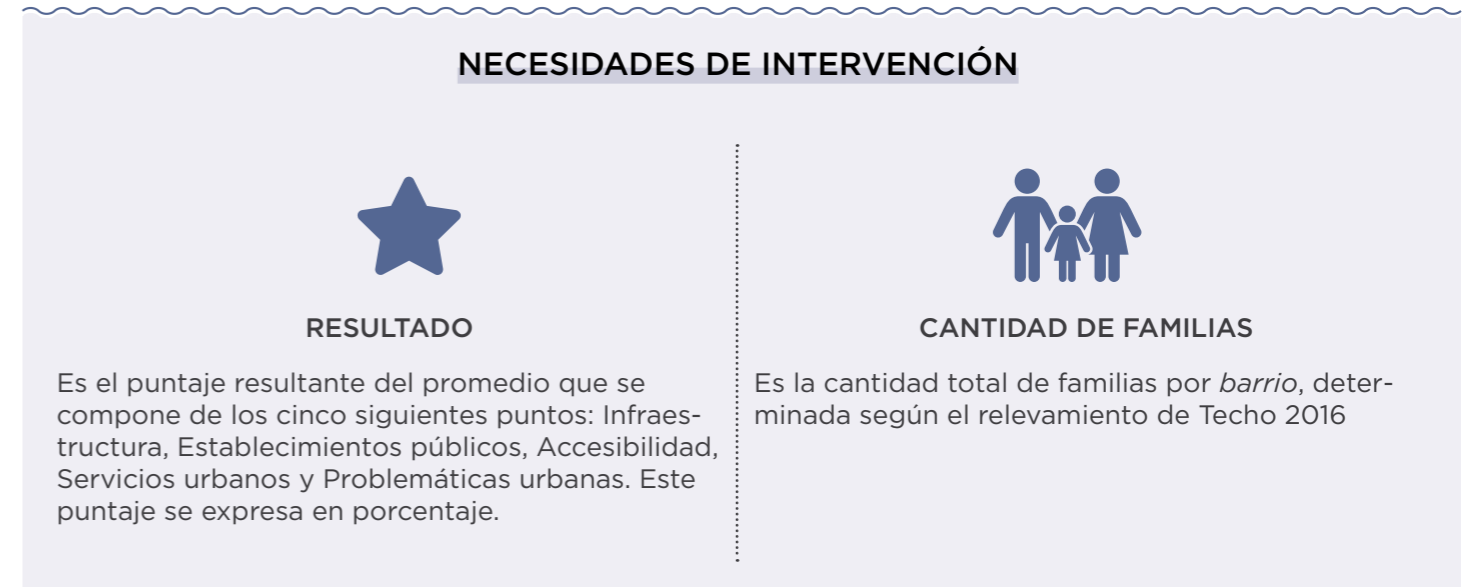 NECESIDADES DE INTERVENCIÓN
RESULTADO
Es el puntaje resultante del promedio que se
compone de los cinco siguientes puntos: Infraes-
tructura, Establecimientos públicos, Accesibilidad,
Servicios urbanos y Problemáticas urbanas. Este
puntaje se expresa en porcentaje.
CANTIDAD DE FAMILIAS
Es la cantidad total de familias por barrio, deter-
minada según el relevamiento de Techo 2016